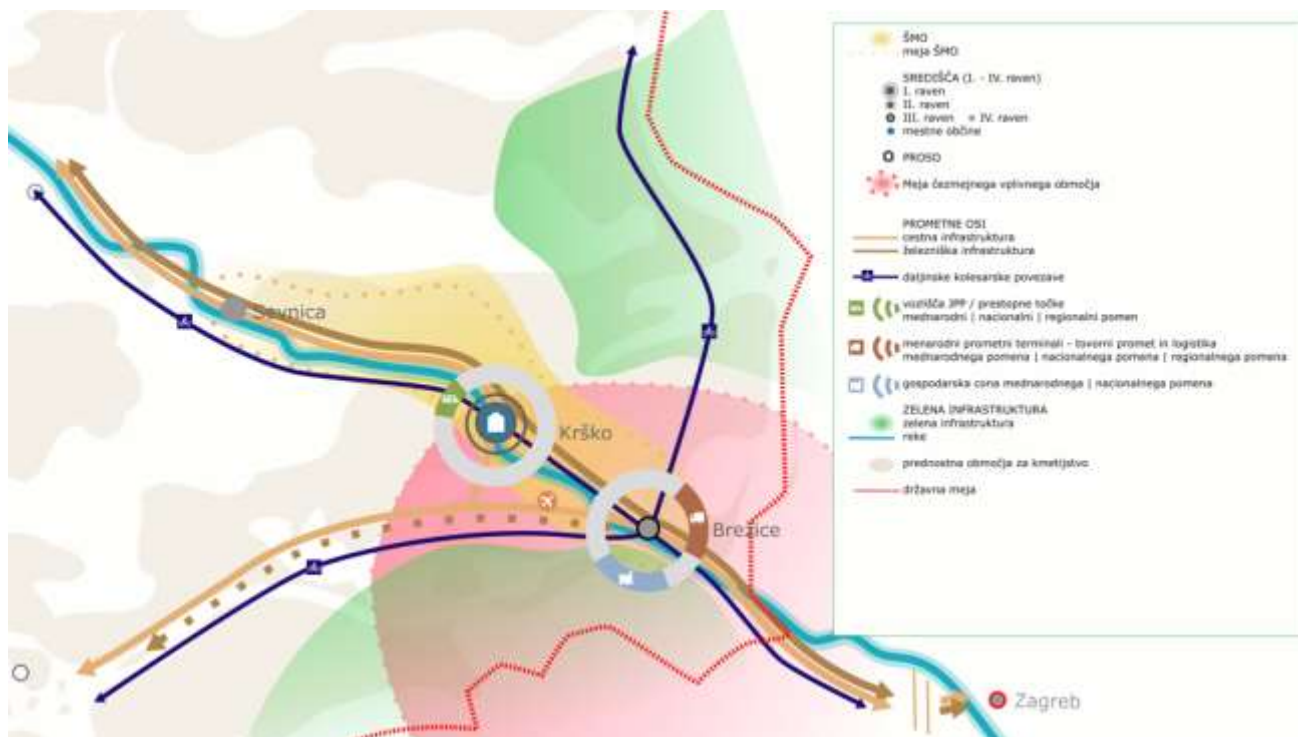 Sevnica
Krško
Brežice
Zagreb
ŠMO
meja ŠMO
SREDIŠČA (I. - IV. raven)
I. raven
II. raven
III. raven = IV. raven
mestne občine
PROSO
Meja čezmejnega vplivnega območja
PROMETNE OSI
cestna infrastruktura
železniška infrastruktura
daljinske kolesarske povezave
vozlišča JPP / prestopne točke
mednarodni | nacionalni | regionalni pomen
menarodni prometni terminali - tovorni promet in logistika
mednarodnega pomena | nacionalnega pomena | regionalnega pomena
gospodarska cona mednarodnega | nacionalnega pomena
ZELENA INFRASTRUKTURA
zelena infrastruktura
reke
prednostna območja za kmetijstvo
državna meja